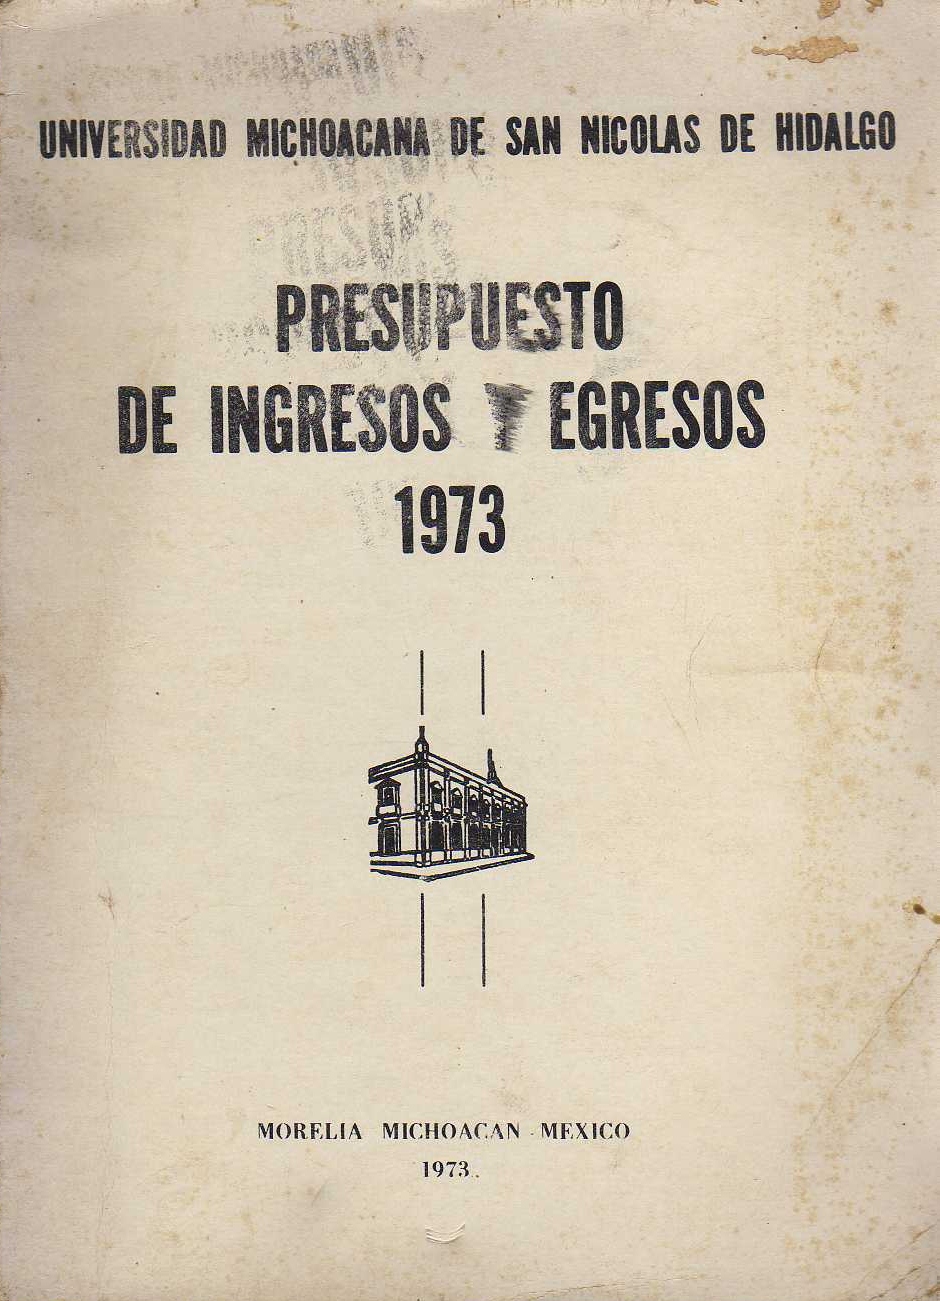 UNIVERSIDAD MICHOACANA DE SAN NICOLAS DE HIDALGO
PRESUPUESTO
DE INGRESOS Y EGRESOS
1973
MORELIA MICHOACAN MEXICO
1973